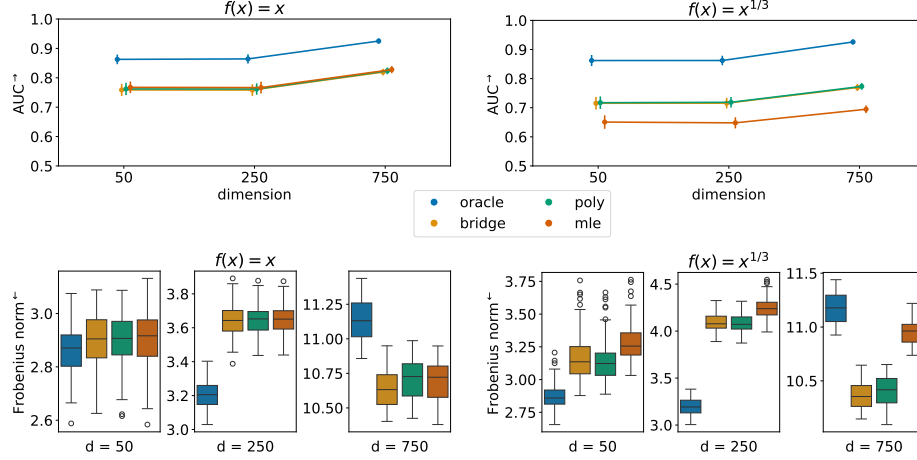 f(x) = x
AUC→
1.0
0.9
0.8
0.7
0.6
0.5
50
250
750
dimension
f(x) = x^{1/3}
AUC→
1.0
0.9
0.8
0.7
0.6
0.5
50
250
750
dimension
oracle
poly
bridge
mle
f(x) = x
Frobenius norm←
3.0
2.8
2.6
d = 50
3.8
3.6
3.4
3.2
3.0
d = 250
11.25
11.00
10.75
10.50
d = 750
f(x) = x^{1/3}
Frobenius norm←
3.75
3.50
3.25
3.00
2.75
d = 50
4.5
4.0
3.5
3.0
d = 250
11.5
11.0
10.5
d = 750